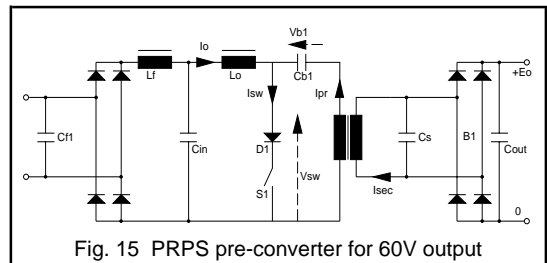 Vb1
Io
Lf
Lo
Cb1
+Eo
Isw
Ipr
Cf1
Cin
D1
Cs
B1
Cout
Vsw
S1
Isec
0
Fig. 15 PRPS pre-converter for 60V output